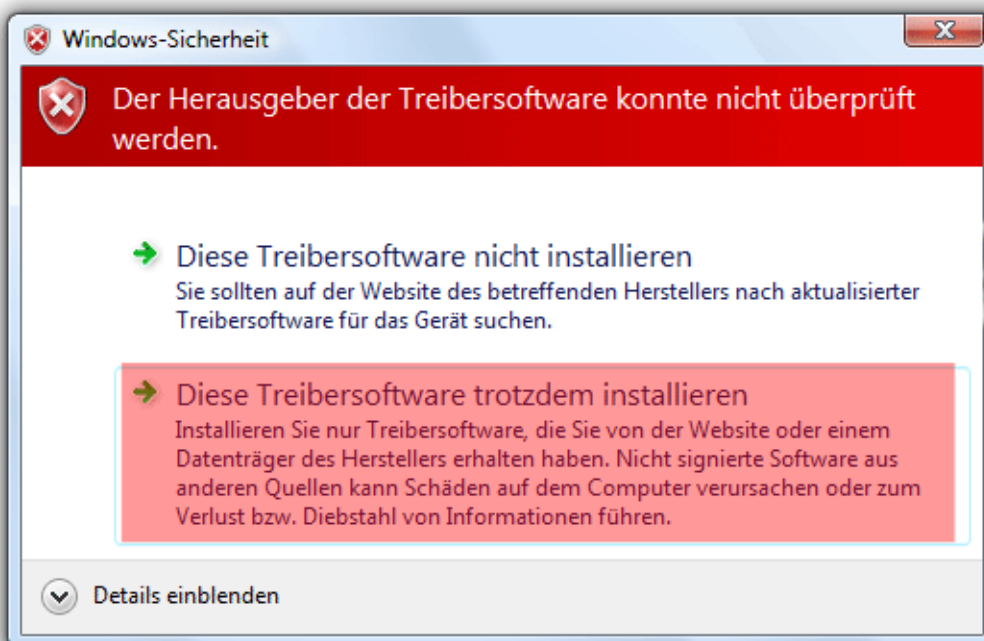 Windows-Sicherheit
Der Herausgeber der Treibersoftware konnte nicht überprüft
werden.
Diese Treibersoftware nicht installieren
Sie sollten auf der Website des betreffenden Herstellers nach aktualisierter
Treibersoftware für das Gerät suchen.
Diese Treibersoftware trotzdem installieren
Installieren Sie nur Treibersoftware, die Sie von der Website oder einem
Datenträger des Herstellers erhalten haben. Nicht signierte Software aus
anderen Quellen kann Schäden auf dem Computer verursachen oder zum
Verlust bzw. Diebstahl von Informationen führen.
Details einblenden